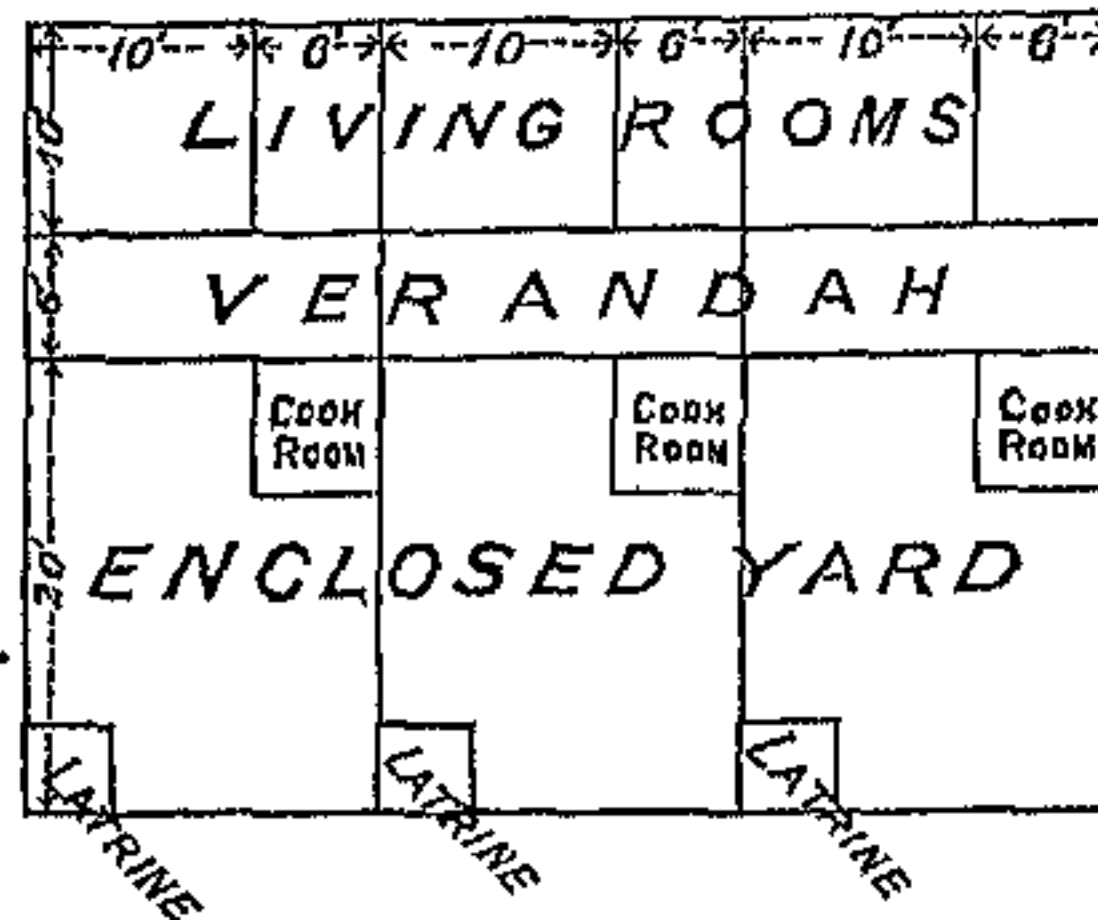 10' 6' 10 6' 10' 6'
LIVING ROOMS
10
VERANDAH
6'
COOK ROOM
COOK ROOM
COOK ROOM
ENCLOSED YARD
20'
LATRINE
LATRINE
LATRINE